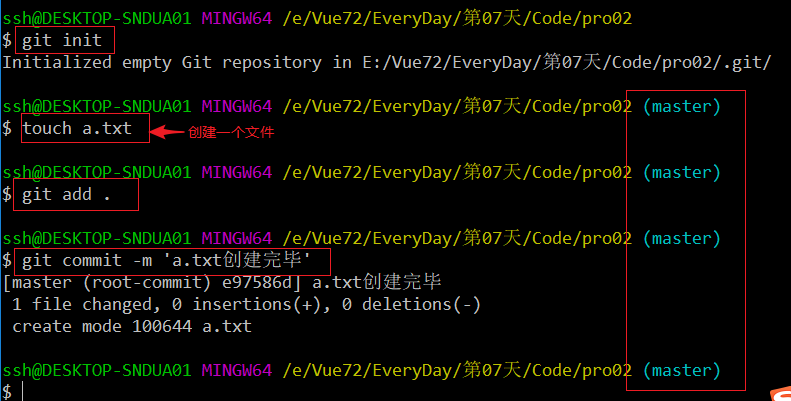 ssh@DESKTOP-SNDUA01 MINGW64 /e/Vue72/EveryDay/第07天/Code/pro02
$ git init
Initialized empty Git repository in E:/Vue72/EveryDay/第07天/Code/pro02/.git/
ssh@DESKTOP-SNDUA01 MINGW64 /e/Vue72/EveryDay/第07天/Code/pro02 (master)
$ touch a.txt 创建一个文件
ssh@DESKTOP-SNDUA01 MINGW64 /e/Vue72/EveryDay/第07天/Code/pro02 (master)
$ git add .
ssh@DESKTOP-SNDUA01 MINGW64 /e/Vue72/EveryDay/第07天/Code/pro02 (master)
$ git commit -m 'a.txt创建完毕'
[master (root-commit) e97586d] a.txt创建完毕
 1 file changed, 0 insertions(+), 0 deletions(-)
 create mode 100644 a.txt
ssh@DESKTOP-SNDUA01 MINGW64 /e/Vue72/EveryDay/第07天/Code/pro02 (master)
$